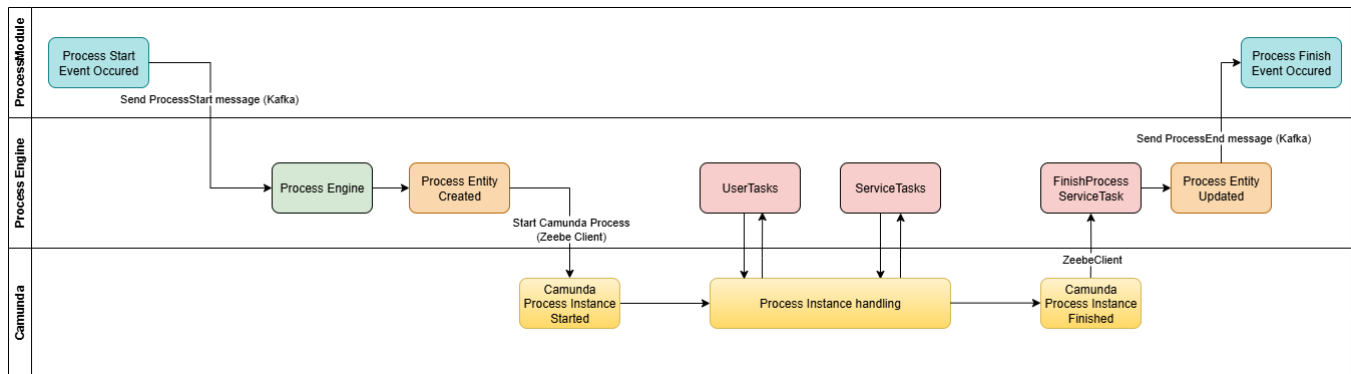 ProcessModule
Process Start
Event Occured
Process Finish
Event Occured
Send ProcessStart message (Kafka)
Send ProcessEnd message (Kafka)
Process Engine
Process Engine
Process Entity
Created
UserTasks
ServiceTasks
FinishProcess
ServiceTask
Process Entity
Updated
Start Camunda Process
(Zeebe Client)
ZeebeClient
Camunda
Camunda
Process Instance
Started
Process Instance handling
Camunda
Process Instance
Finished